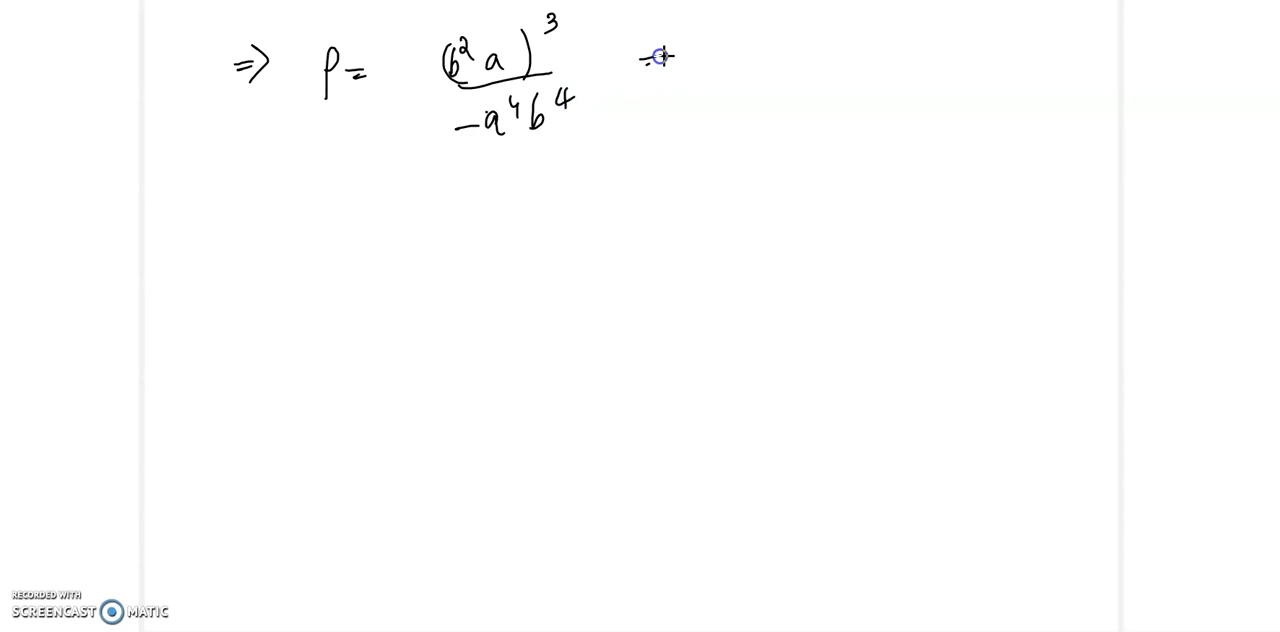 ⇒ ρ = (b²a)³ / -a⁴b⁴ =
RECORDED WITH
SCREENCAST MATIC